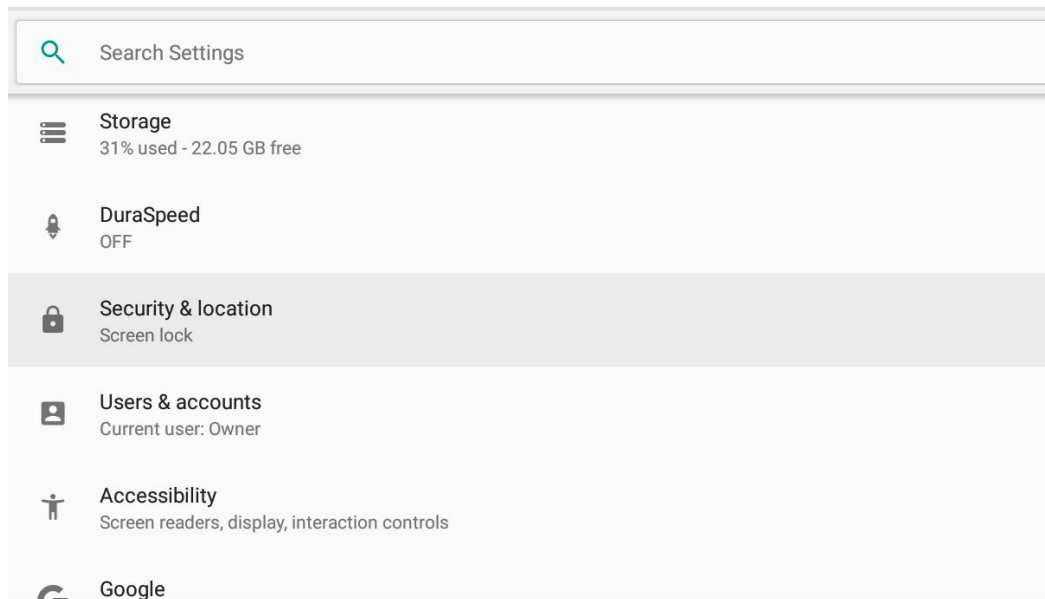 Search Settings
Storage
31% used - 22.05 GB free
DuraSpeed
OFF
Security & location
Screen lock
Users & accounts
Current user: Owner
Accessibility
Screen readers, display, interaction controls
Google